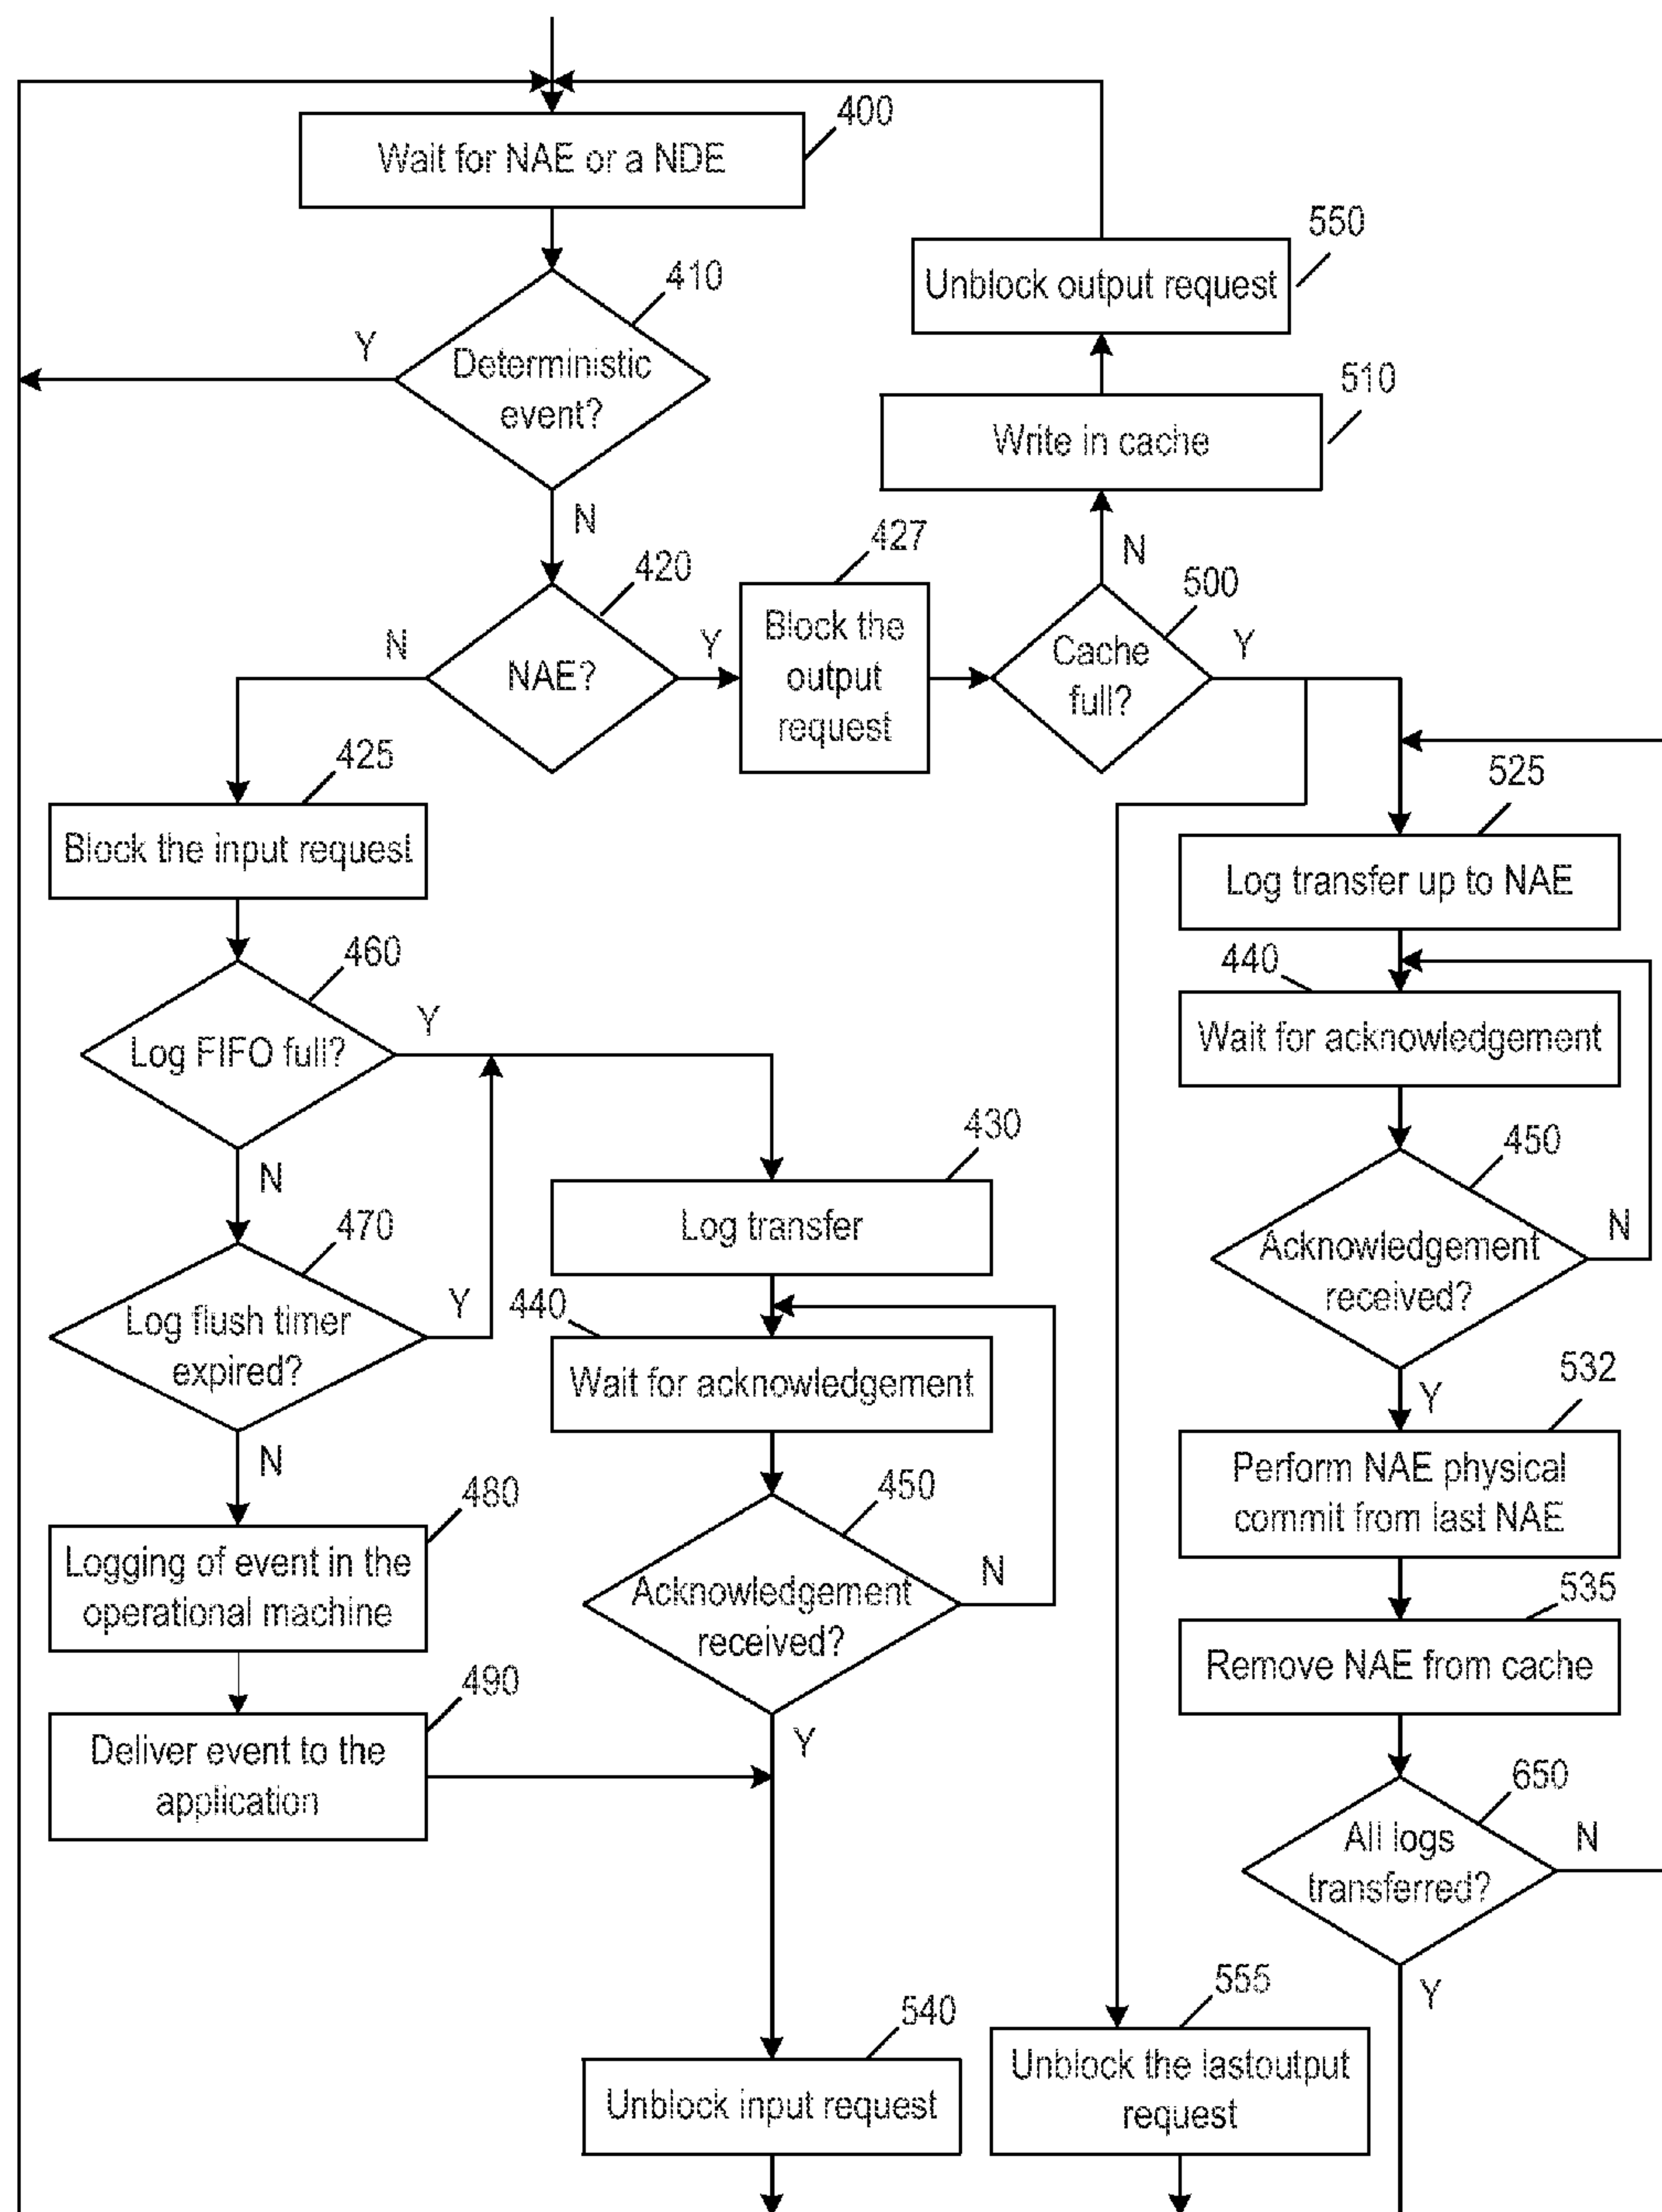 400
Wait for NAE or a NDE
550
Unblock output request
410
Y
Deterministic
event?
510
Write in cache
N
N
427
420
500
Block the
output
request
N
Y
NAE?
Cache
full?
Y
425
525
Block the input request
Log transfer up to NAE
460
440
Y
Log FIFO full?
Wait for acknowledgement
430
450
N
Log transfer
470
N
Acknowledgement
received?
Y
440
Log flush timer
expired?
Wait for acknowledgement
532
Y
N
450
Perform NAE physical
commit from last NAE
480
Logging of event in the
operational machine
N
Acknowledgement
received?
535
Remove NAE from cache
490
Y
Deliver event to the
application
650
All logs
transferred?
N
555
Y
540
Unblock the lastoutput
request
Unblock input request